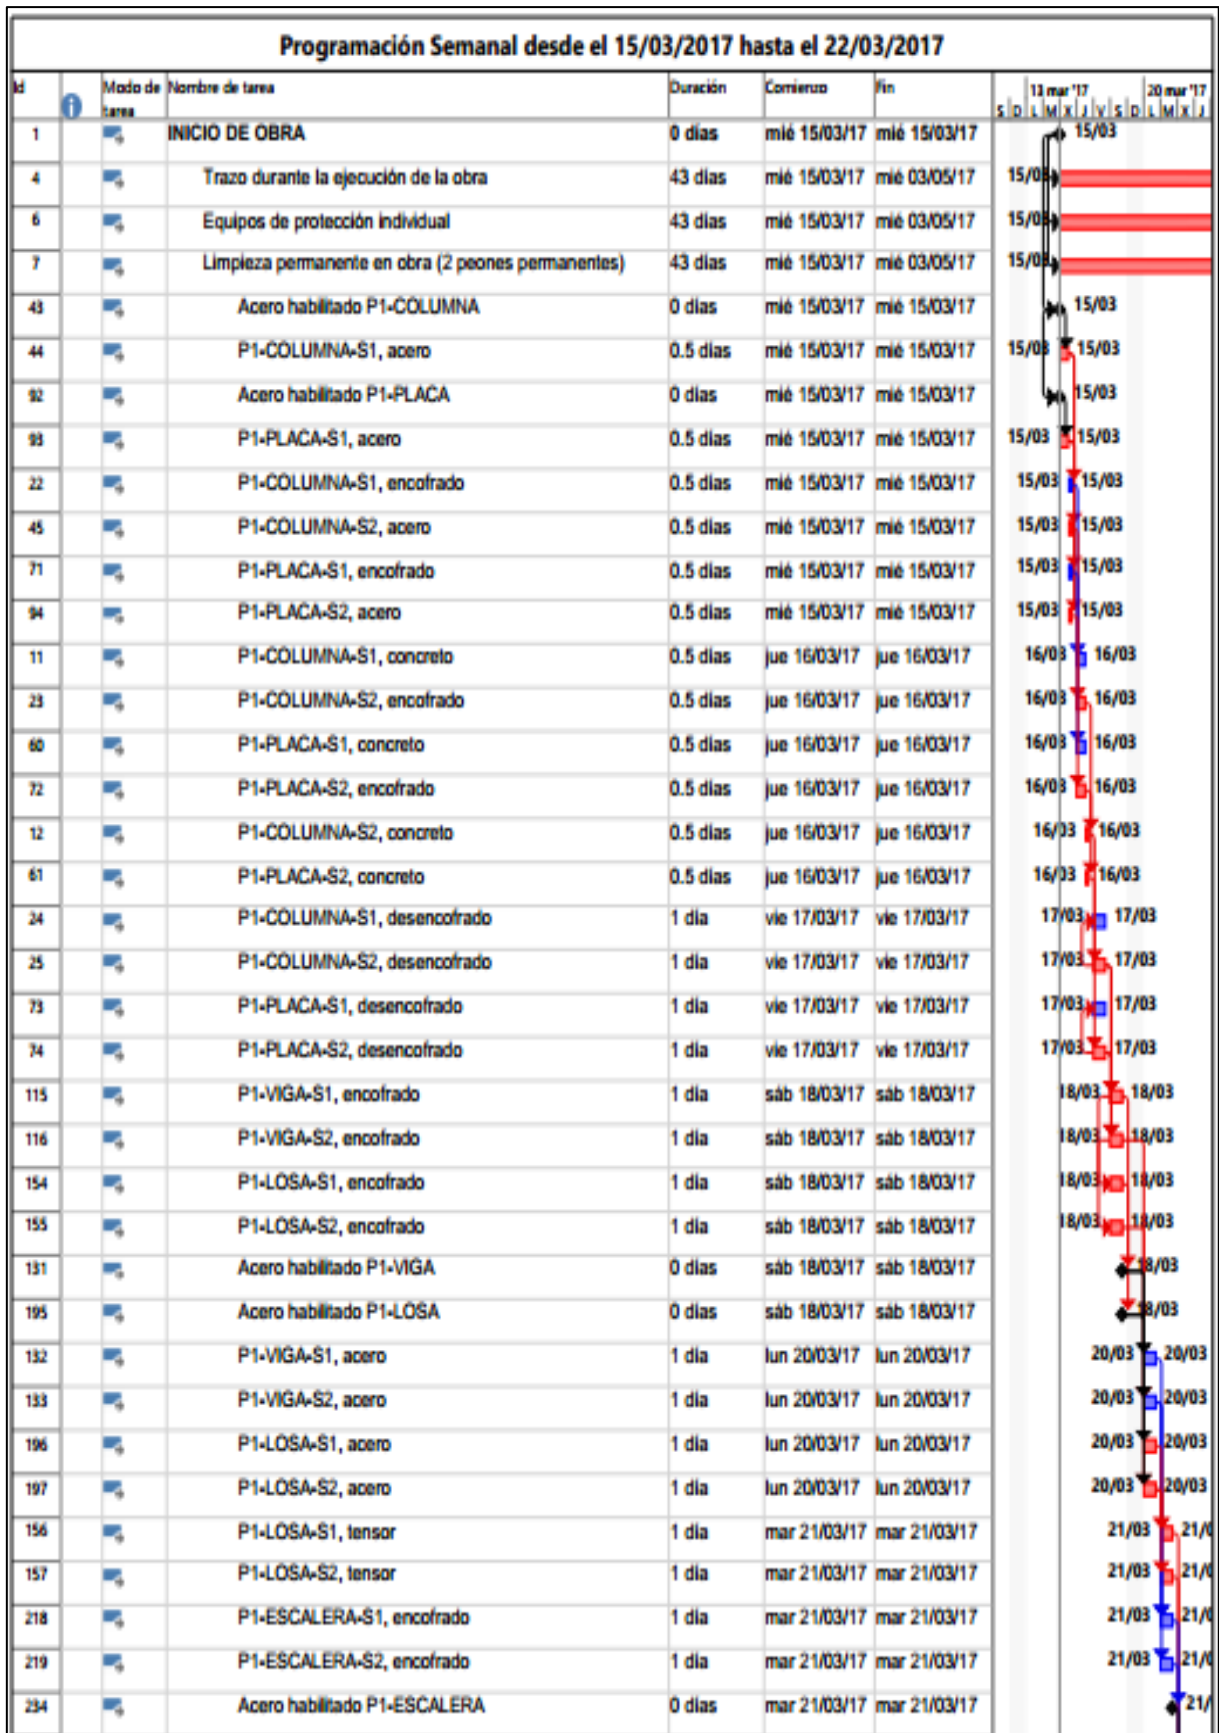 Programación Semanal desde el 15/03/2017 hasta el 22/03/2017
Id Modo de tarea Nombre de tarea Duración Comienzo Fin 13 mar '17 20 mar '17
S D L M X J V S D L M X J
1 INICIO DE OBRA 0 días mié 15/03/17 mié 15/03/17 15/03
4 Trazo durante la ejecución de la obra 43 días mié 15/03/17 mié 03/05/17 15/03
6 Equipos de protección individual 43 días mié 15/03/17 mié 03/05/17 15/03
7 Limpieza permanente en obra (2 peones permanentes) 43 días mié 15/03/17 mié 03/05/17 15/03
43 Acero habilitado P1-COLUMNA 0 días mié 15/03/17 mié 15/03/17 15/03
44 P1-COLUMNA-S1, acero 0.5 días mié 15/03/17 mié 15/03/17 15/03 15/03
92 Acero habilitado P1-PLACA 0 días mié 15/03/17 mié 15/03/17 15/03
93 P1-PLACA-S1, acero 0.5 días mié 15/03/17 mié 15/03/17 15/03 15/03
22 P1-COLUMNA-S1, encofrado 0.5 días mié 15/03/17 mié 15/03/17 15/03 15/03
45 P1-COLUMNA-S2, acero 0.5 días mié 15/03/17 mié 15/03/17 15/03 15/03
71 P1-PLACA-S1, encofrado 0.5 días mié 15/03/17 mié 15/03/17 15/03 15/03
94 P1-PLACA-S2, acero 0.5 días mié 15/03/17 mié 15/03/17 15/03 15/03
11 P1-COLUMNA-S1, concreto 0.5 días jue 16/03/17 jue 16/03/17 16/03 16/03
23 P1-COLUMNA-S2, encofrado 0.5 días jue 16/03/17 jue 16/03/17 16/03 16/03
60 P1-PLACA-S1, concreto 0.5 días jue 16/03/17 jue 16/03/17 16/03 16/03
72 P1-PLACA-S2, encofrado 0.5 días jue 16/03/17 jue 16/03/17 16/03 16/03
12 P1-COLUMNA-S2, concreto 0.5 días jue 16/03/17 jue 16/03/17 16/03 16/03
61 P1-PLACA-S2, concreto 0.5 días jue 16/03/17 jue 16/03/17 16/03 16/03
24 P1-COLUMNA-S1, desencofrado 1 día vie 17/03/17 vie 17/03/17 17/03 17/03
25 P1-COLUMNA-S2, desencofrado 1 día vie 17/03/17 vie 17/03/17 17/03 17/03
73 P1-PLACA-S1, desencofrado 1 día vie 17/03/17 vie 17/03/17 17/03 17/03
74 P1-PLACA-S2, desencofrado 1 día vie 17/03/17 vie 17/03/17 17/03 17/03
115 P1-VIGA-S1, encofrado 1 día sáb 18/03/17 sáb 18/03/17 18/03 18/03
116 P1-VIGA-S2, encofrado 1 día sáb 18/03/17 sáb 18/03/17 18/03 18/03
154 P1-LOSA-S1, encofrado 1 día sáb 18/03/17 sáb 18/03/17 18/03 18/03
155 P1-LOSA-S2, encofrado 1 día sáb 18/03/17 sáb 18/03/17 18/03 18/03
131 Acero habilitado P1-VIGA 0 días sáb 18/03/17 sáb 18/03/17 18/03
195 Acero habilitado P1-LOSA 0 días sáb 18/03/17 sáb 18/03/17 18/03
132 P1-VIGA-S1, acero 1 día lun 20/03/17 lun 20/03/17 20/03 20/03
133 P1-VIGA-S2, acero 1 día lun 20/03/17 lun 20/03/17 20/03 20/03
196 P1-LOSA-S1, acero 1 día lun 20/03/17 lun 20/03/17 20/03 20/03
197 P1-LOSA-S2, acero 1 día lun 20/03/17 lun 20/03/17 20/03 20/03
156 P1-LOSA-S1, tensor 1 día mar 21/03/17 mar 21/03/17 21/03 21/0
157 P1-LOSA-S2, tensor 1 día mar 21/03/17 mar 21/03/17 21/03 21/0
218 P1-ESCALERA-S1, encofrado 1 día mar 21/03/17 mar 21/03/17 21/03 21/0
219 P1-ESCALERA-S2, encofrado 1 día mar 21/03/17 mar 21/03/17 21/03 21/0
234 Acero habilitado P1-ESCALERA 0 días mar 21/03/17 mar 21/03/17 21/